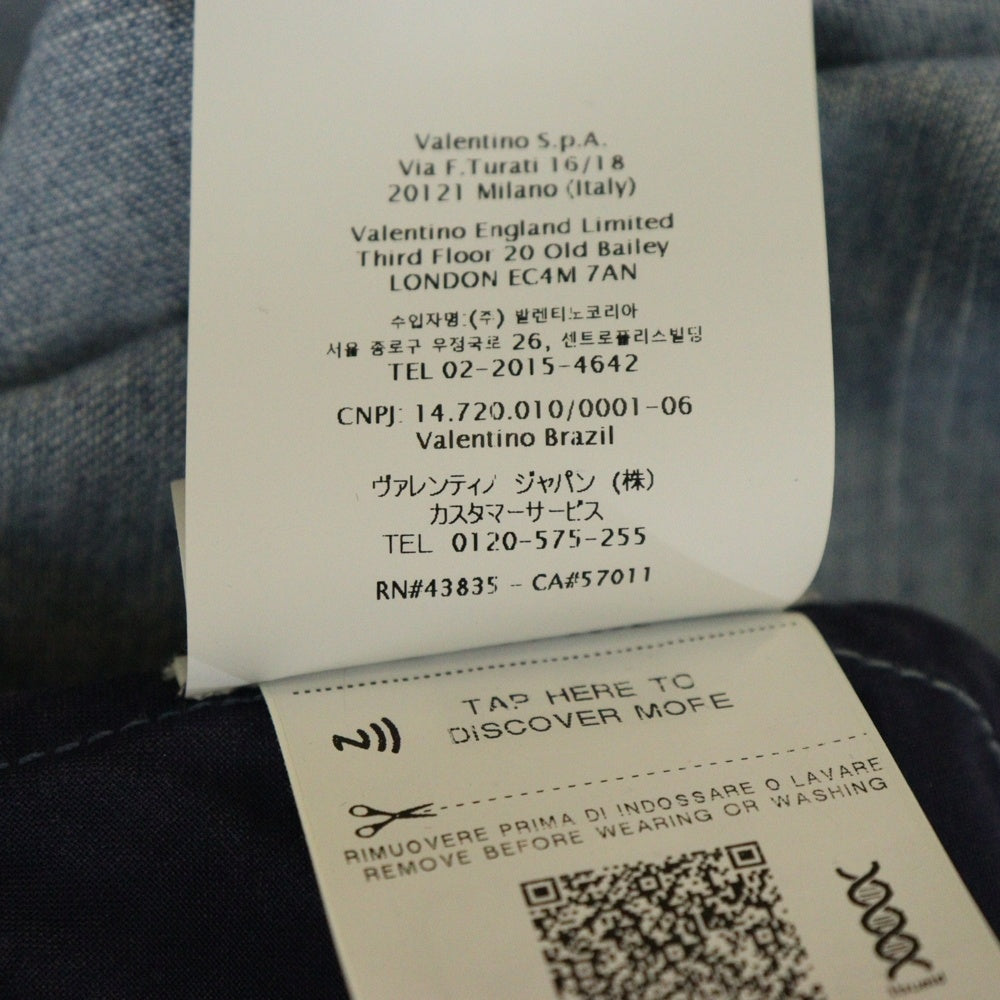 Valentino S.p.A.
Via F.Turati 16/18
20121 Milano (Italy)
Valentino England Limited
Third Floor 20 Old Bailey
LONDON EC4M 7AN
수입자명:(주) 발렌티노코리아
서울 종로구 우정국로 26, 센트로폴리스빌딩
TEL 02-2015-4642
CNPJ: 14.720.010/0001-06
Valentino Brazil
ヴァレンティノ ジャパン (株)
カスタマーサービス
TEL 0120-575-255
RN#43835 - CA#57011
TAP HERE TO
DISCOVER MORE
RIMUOVERE PRIMA DI INDOSSARE O LAVARE
REMOVE BEFORE WEARING OR WASHING